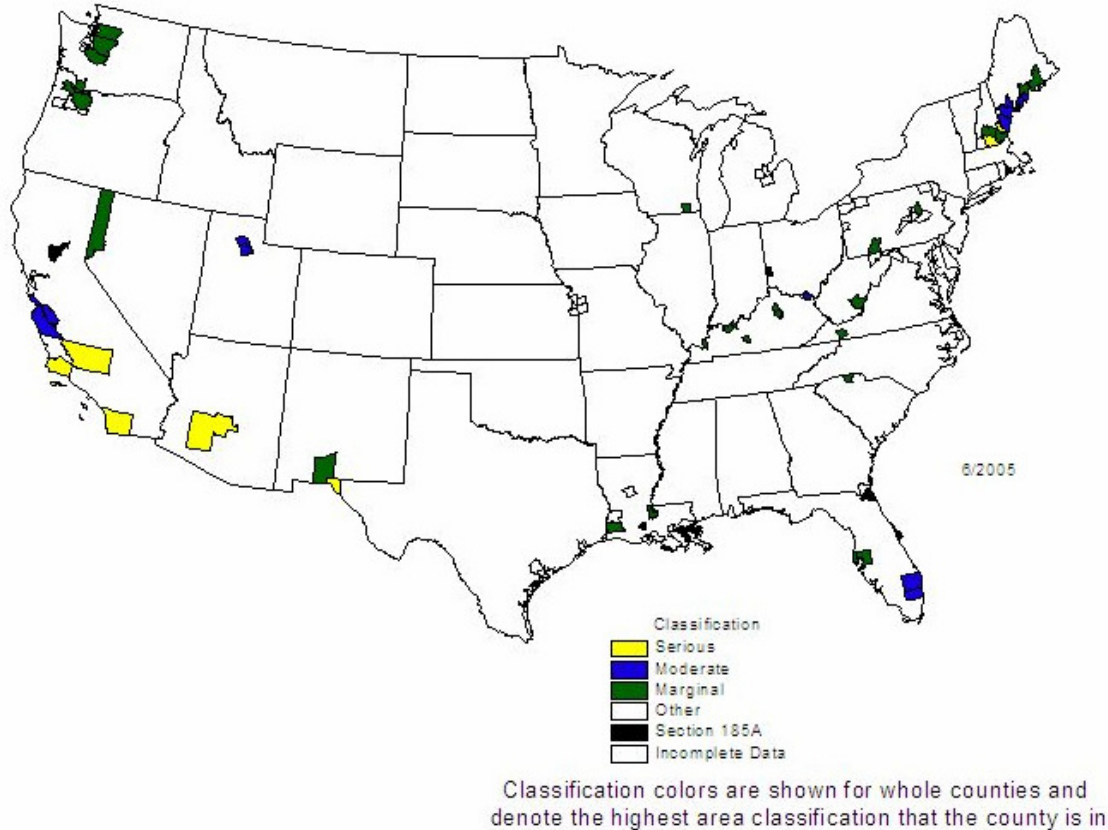 6/2005
Classification
Serious
Moderate
Marginal
Other
Section 185A
Incomplete Data
Classification colors are shown for whole counties and
denote the highest area classification that the county is in